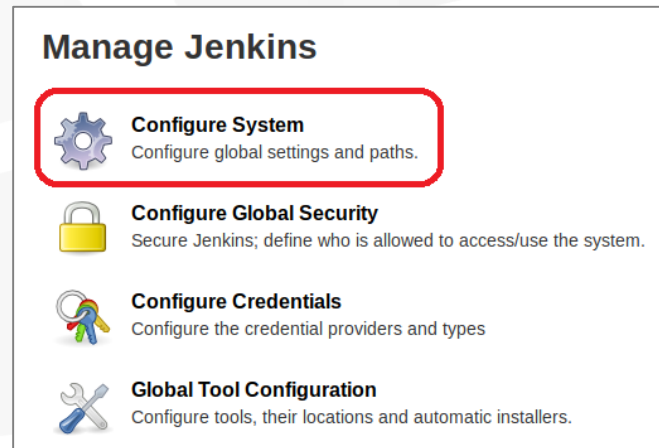 Manage Jenkins
Configure System
Configure global settings and paths.
Configure Global Security
Secure Jenkins; define who is allowed to access/use the system.
Configure Credentials
Configure the credential providers and types
Global Tool Configuration
Configure tools, their locations and automatic installers.